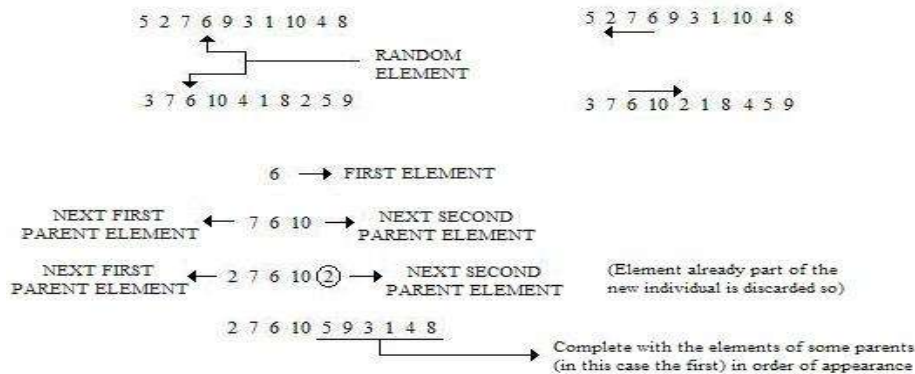 5 2 7 6 9 3 1 10 4 8
5 2 7 6 9 3 1 10 4 8
RANDOM
ELEMENT
3 7 6 10 4 1 8 2 5 9
3 7 6 10 2 1 8 4 5 9
6
FIRST ELEMENT
NEXT FIRST
PARENT ELEMENT
7 6 10
NEXT SECOND
PARENT ELEMENT
NEXT FIRST
PARENT ELEMENT
2 7 6 10 2
NEXT SECOND
PARENT ELEMENT
(Element already part of the
new individual is discarded so)
2 7 6 10 5 9 3 1 4 8
Complete with the elements of some parents
(in this case the first) in order of appearance